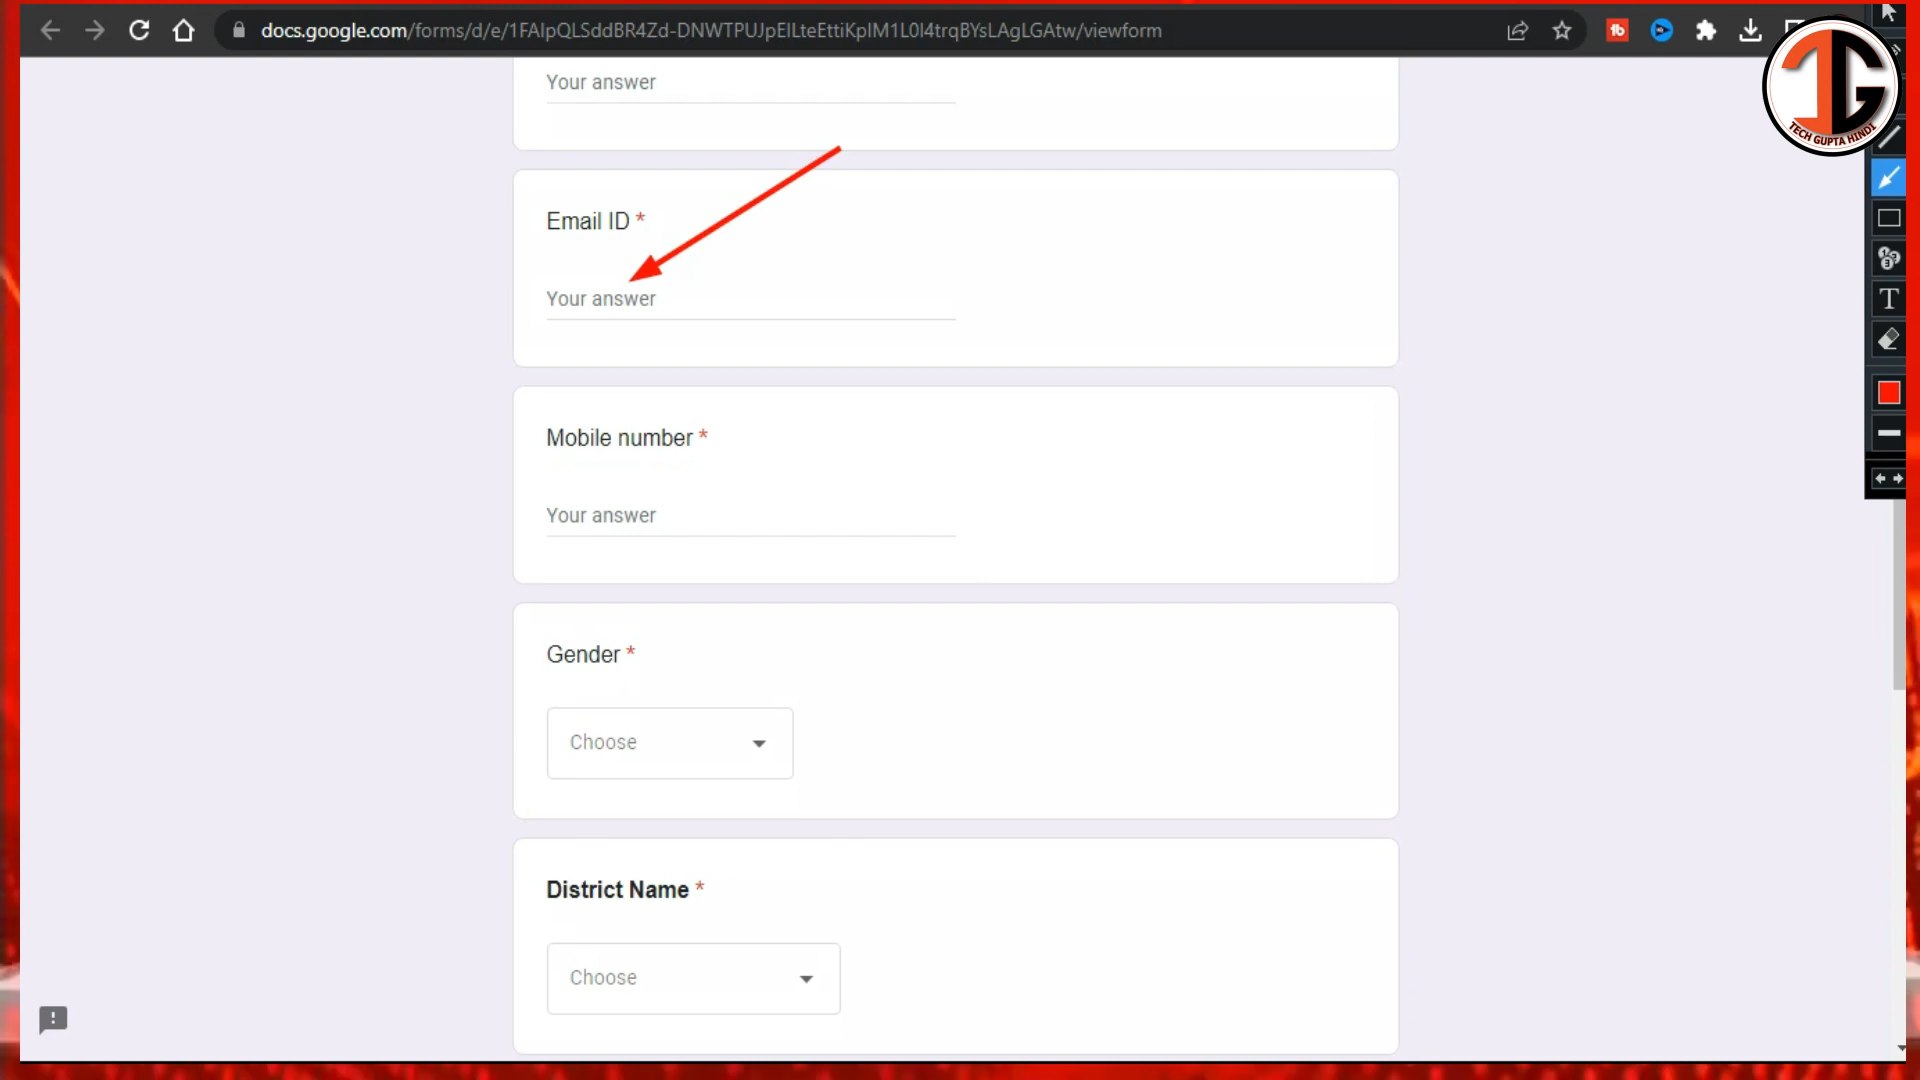 docs.google.com/forms/d/e/1FAIpQLSddBR4Zd-DNWTPUJpElLteEttiKpIM1L0I4trqBYsLAgLGAtw/viewform
Your answer
TECH GUPTA HINDI
Email ID *
Your answer
Mobile number *
Your answer
Gender *
Choose
District Name *
Choose